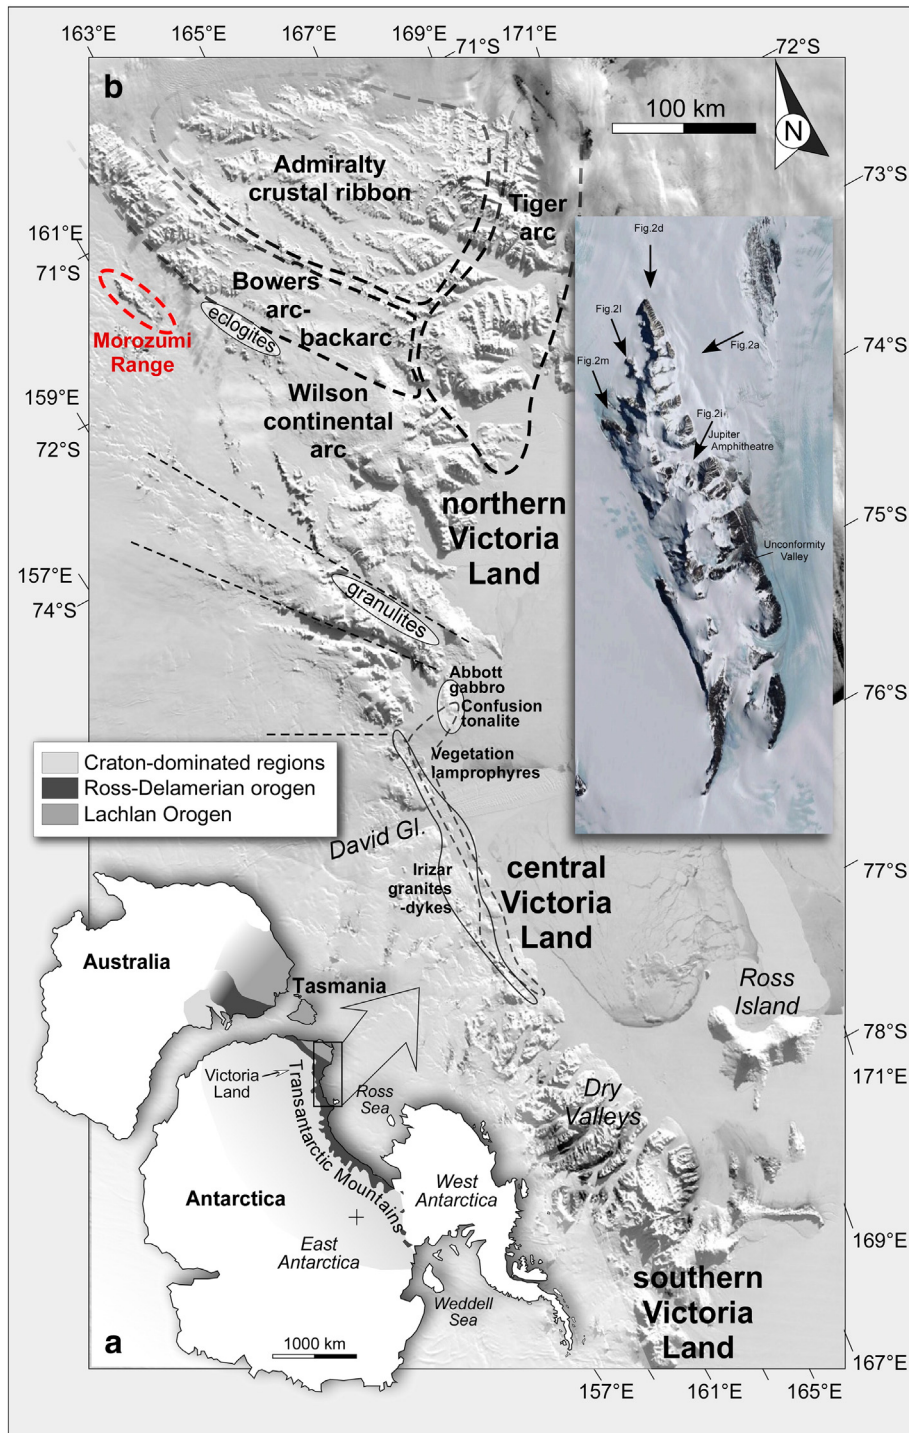 163°E
165°E
167°E
169°E
71°S
171°E
72°S
b
100 km
N
Admiralty
crustal ribbon
Tiger
arc
73°S
161°E
71°S
Bowers
arc-
backarc
eclogites
Morozumi
Range
Wilson
continental
arc
159°E
72°S
Fig.2d
Fig.2l
Fig.2a
Fig.2m
Fig.2i
Jupiter
Amphitheatre
Unconformity
Valley
74°S
75°S
northern
Victoria
Land
157°E
74°S
granulites
Abbott
gabbro
Confusion
tonalite
76°S
Vegetation
lamprophyres
Craton-dominated regions
Ross-Delamerian orogen
Lachlan Orogen
David Gl.
Irizar
granites
-dykes
central
Victoria
Land
77°S
Australia
Tasmania
Ross
Island
78°S
171°E
Victoria
Land
Transantarctic Mountains
Ross
Sea
Dry
Valleys
West
Antarctica
Antarctica
East
Antarctica
Weddell
Sea
169°E
southern
Victoria
Land
a
1000 km
167°E
157°E
161°E
165°E